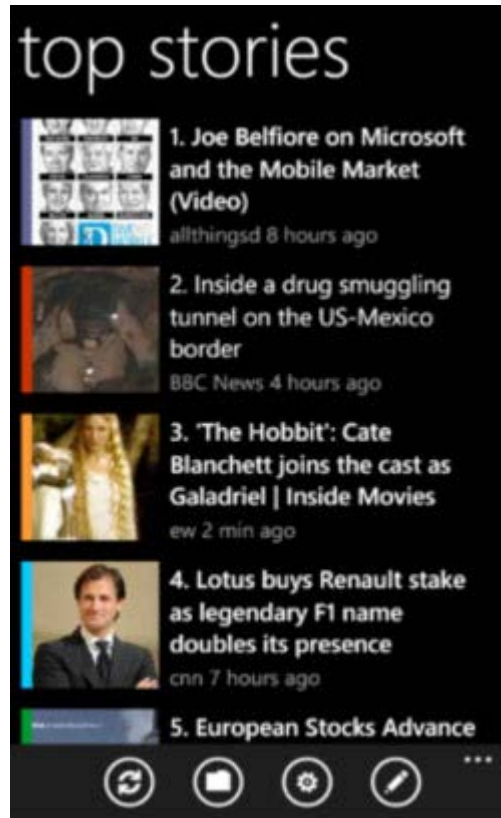 top stories
1. Joe Belfiore on Microsoft
and the Mobile Market
(Video)
allthingsd 8 hours ago
2. Inside a drug smuggling
tunnel on the US-Mexico
border
BBC News 4 hours ago
3. 'The Hobbit': Cate
Blanchett joins the cast as
Galadriel | Inside Movies
ew 2 min ago
4. Lotus buys Renault stake
as legendary F1 name
doubles its presence
cnn 7 hours ago
5. European Stocks Advance